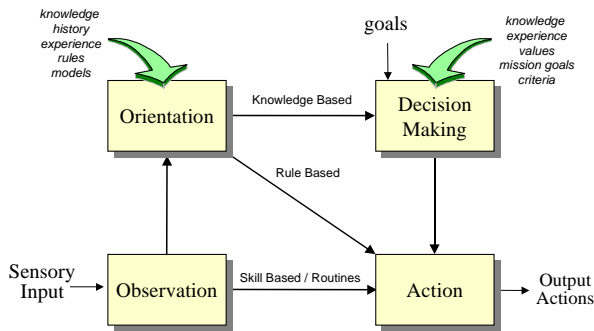 knowledge
history
experience
rules
models
goals
knowledge
experience
values
mission goals
criteria
Orientation
Knowledge Based
Decision
Making
Rule Based
Sensory
Input
Observation
Skill Based / Routines
Action
Output
Actions